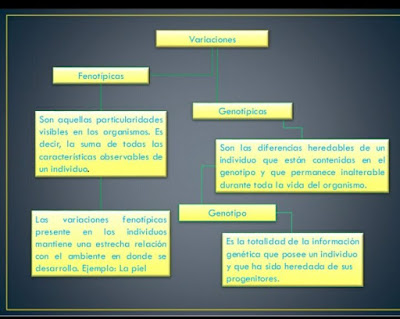 Variaciones
Fenotípicas
Genotípicas
Son aquellas particularidades
visibles en los organismos. Es
decir, la suma de todas las
características observables de
un individuo.
Son las diferencias heredables de un
individuo que están contenidas en el
genotipo y que permanece inalterable
durante toda la vida del organismo.
Genotipo
Las variaciones fenotípicas
presente en los individuos
mantiene una estrecha relación
con el ambiente en donde se
desarrolla. Ejemplo: La piel
Es la totalidad de la información
genética que posee un individuo
y que ha sido heredada de sus
progenitores.